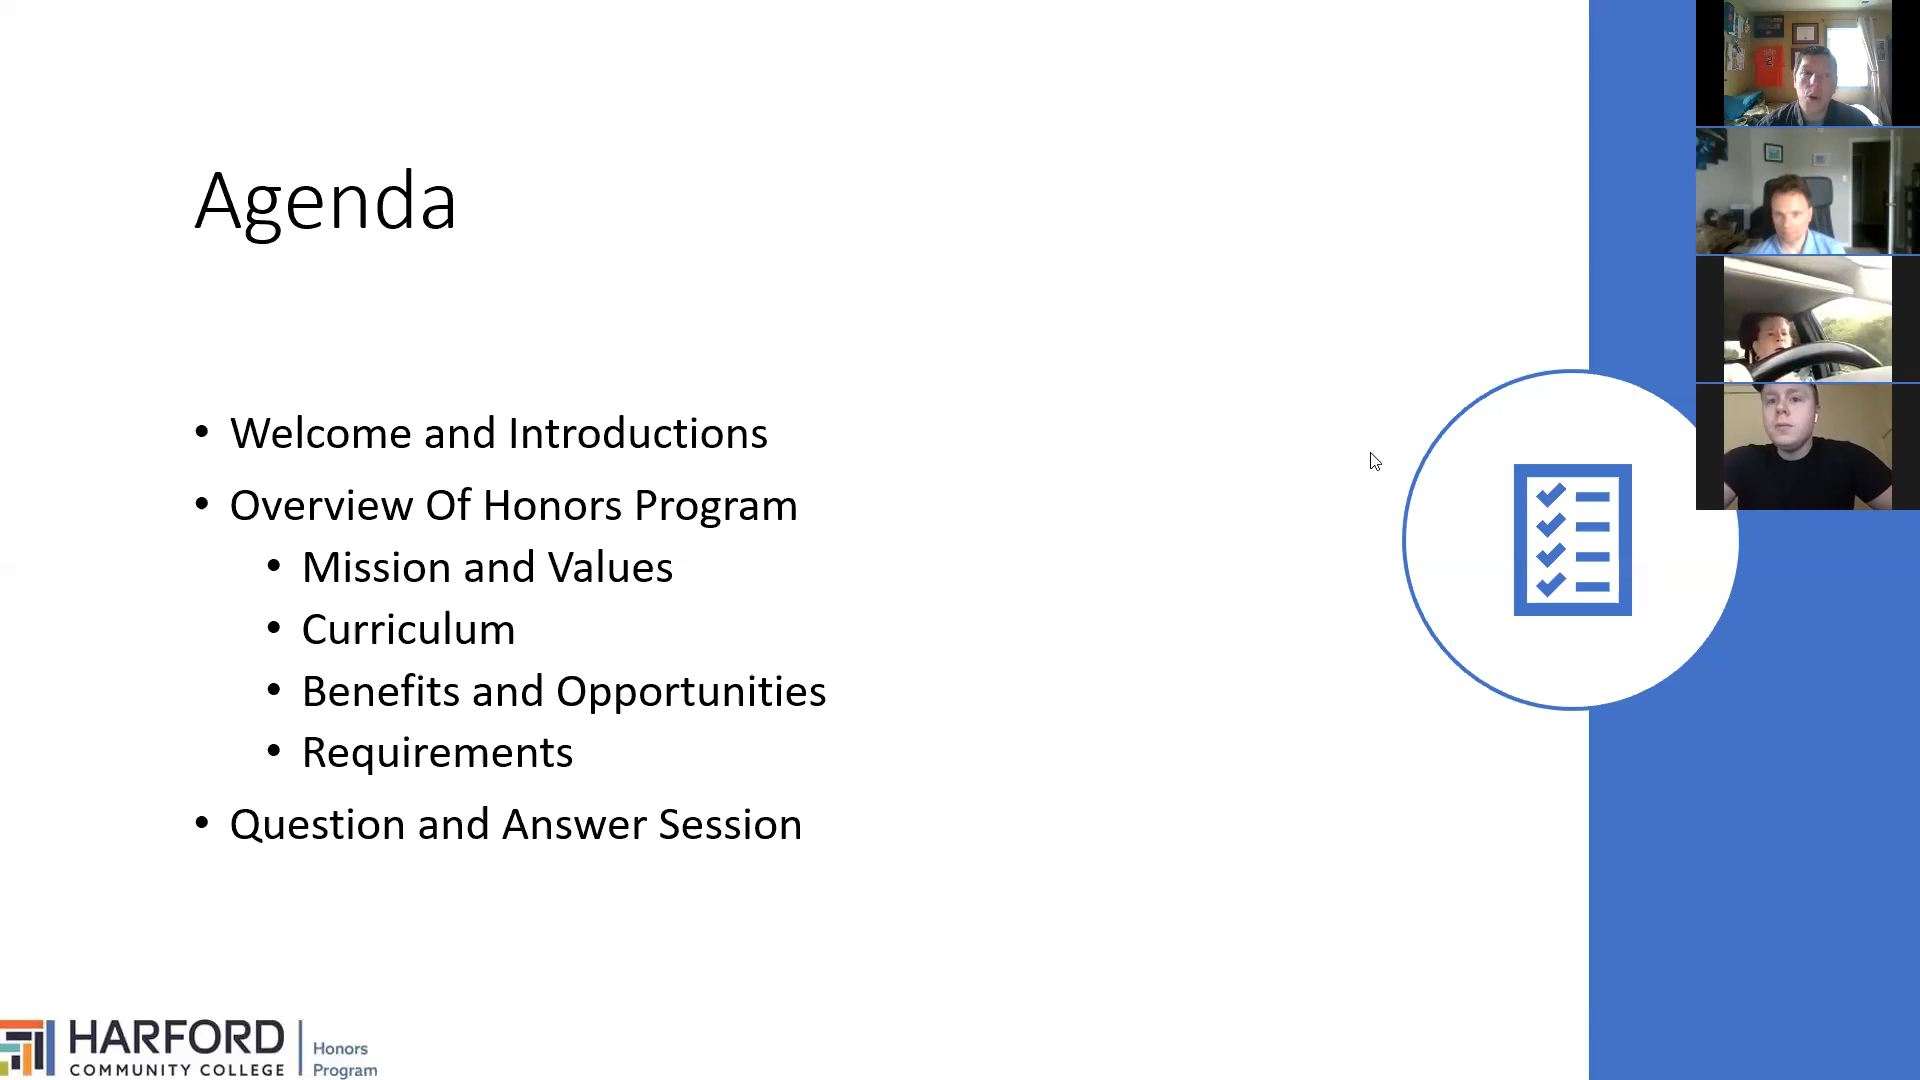 Agenda
• Welcome and Introductions
• Overview Of Honors Program
• Mission and Values
• Curriculum
• Benefits and Opportunities
• Requirements
• Question and Answer Session
HARFORD
COMMUNITY COLLEGE
Honors
Program
2